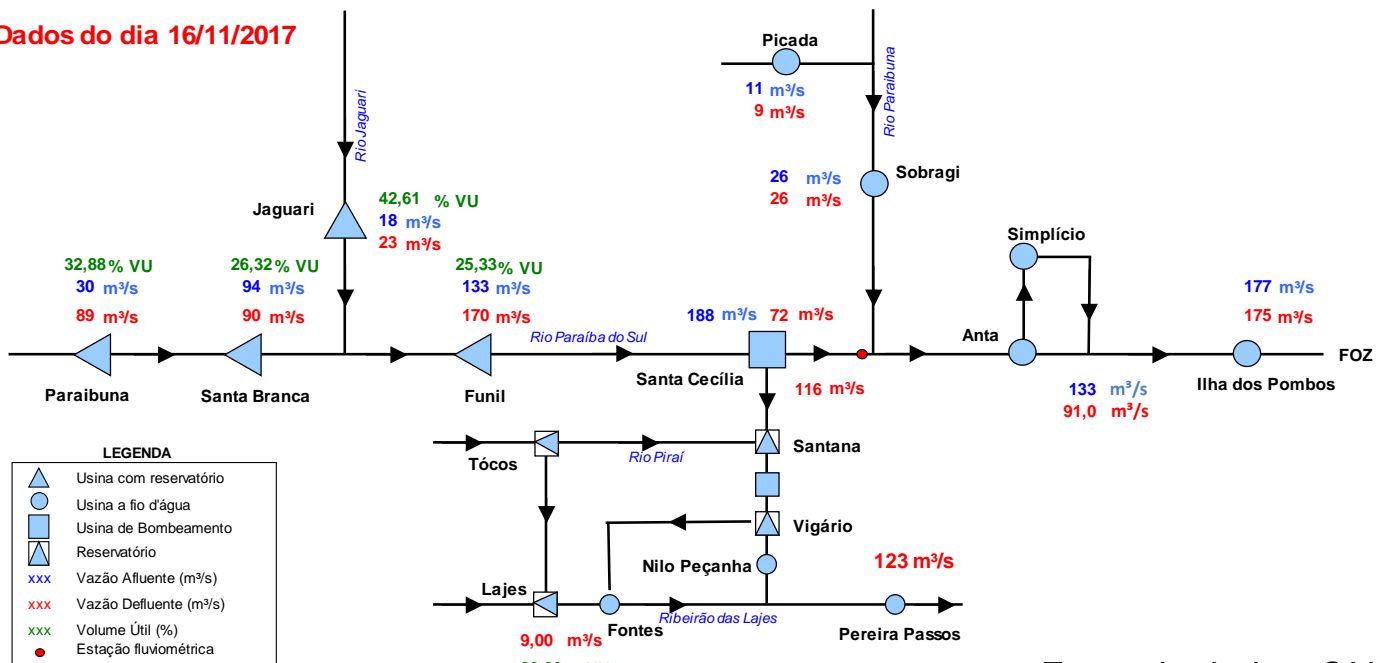 Dados do dia 16/11/2017
Picada
11 m³/s
9 m³/s
Rio Jaguari
Rio Paraibuna
Jaguari
42,61 % VU
18 m³/s
23 m³/s
26 m³/s
26 m³/s
Sobragi
Simplício
32,88% VU
30 m³/s
89 m³/s
26,32 % VU
94 m³/s
90 m³/s
25,33% VU
133 m³/s
170 m³/s
Rio Paraíba do Sul
188 m³/s 72 m³/s
177 m³/s
175 m³/s
Anta
FOZ
Paraibuna
Santa Branca
Funil
Santa Cecília
116 m³/s
133 m³/s
91,0 m³/s
Ilha dos Pombos
Tócos
Rio Piraí
Santana
Vigário
Nilo Peçanha
123 m³/s
Lajes
Fontes
Ribeirão das Lajes
Pereira Passos
9,00 m³/s
LEGENDA
Usina com reservatório
Usina a fio d'água
Usina de Bombeamento
Reservatório
xxx Vazão Afluente (m³/s)
xxx Vazão Defluente (m³/s)
xxx Volume Útil (%)
Estação fluviométrica